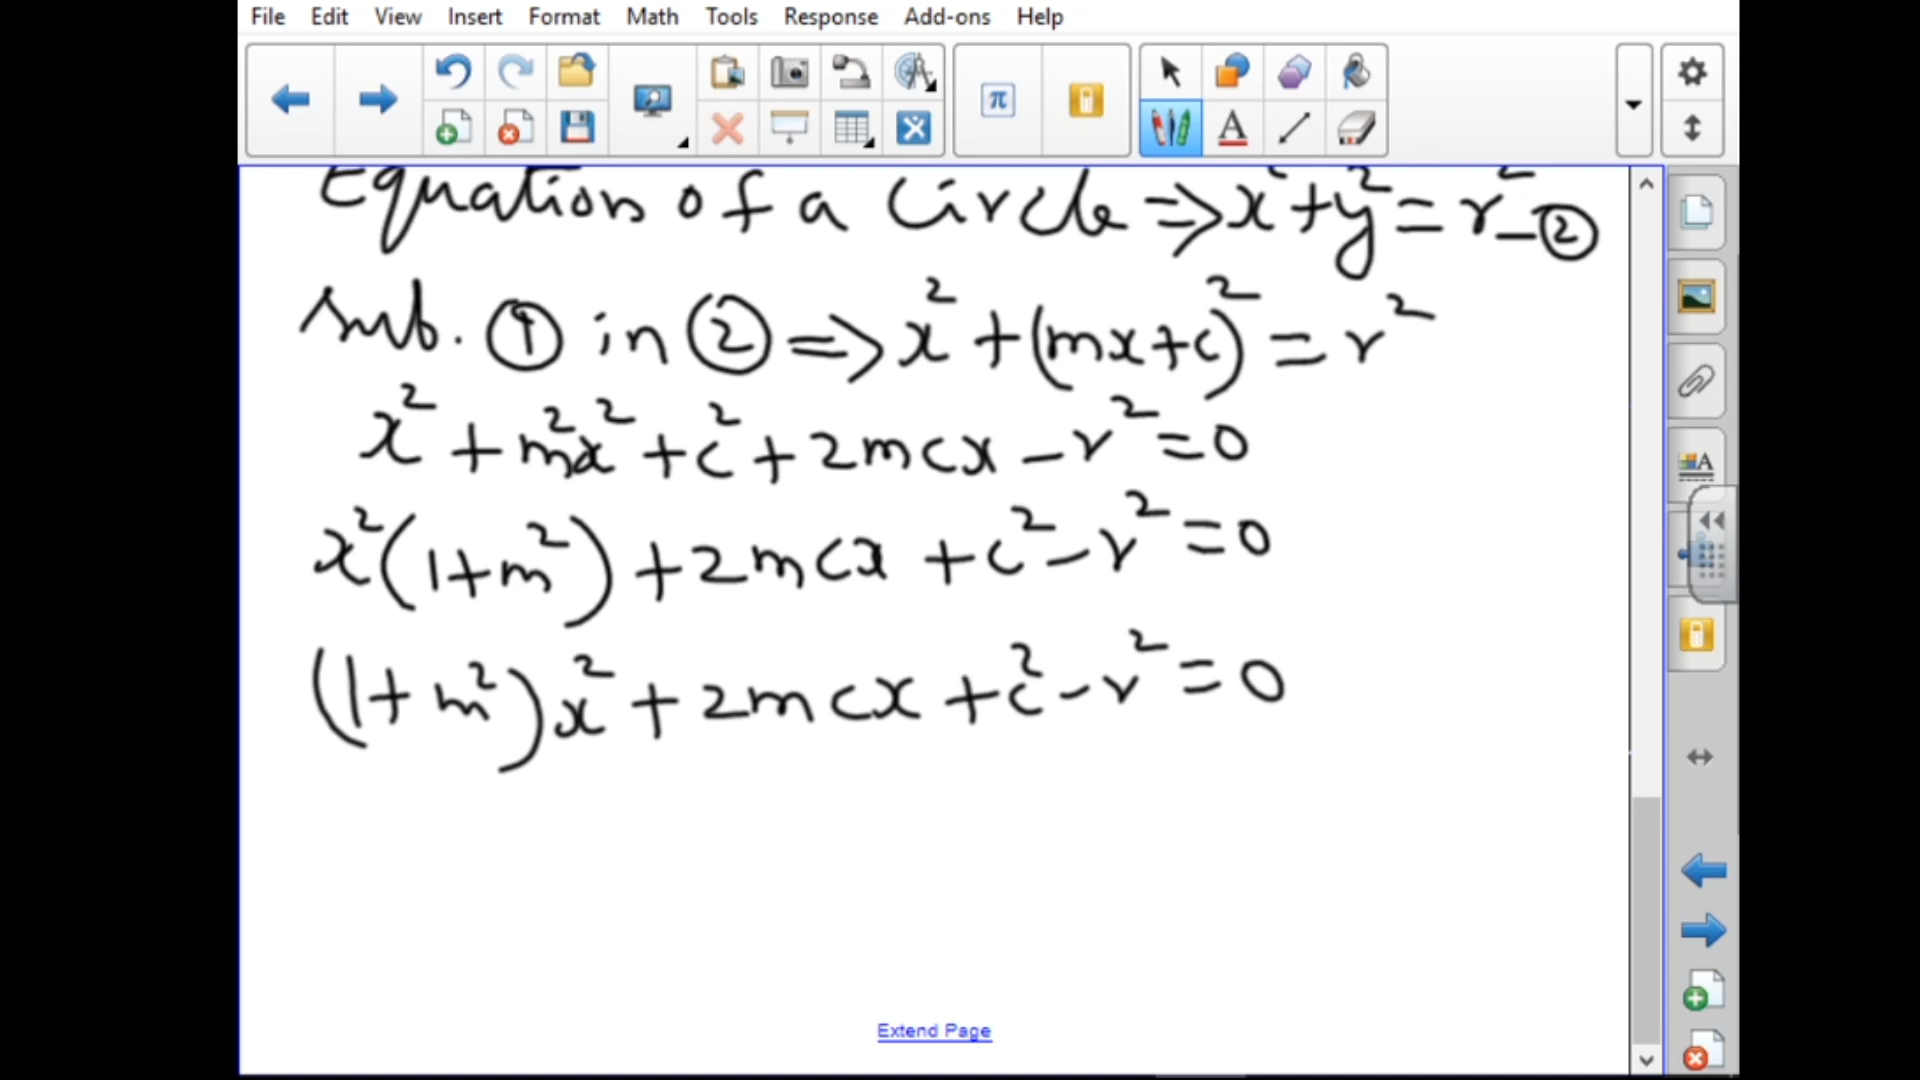 File Edit View Insert Format Math Tools Response Add-ons Help
Equation of a Circle ⇒ x²+y²=r² – ②
sub. ① in ② ⇒ x² + (mx+c)² = r²
x² + m²x² + c² + 2mcx – r² = 0
x²(1+m²) + 2mcx + c² – r² = 0
(1+m²)x² + 2mcx + c² – r² = 0
Extend Page